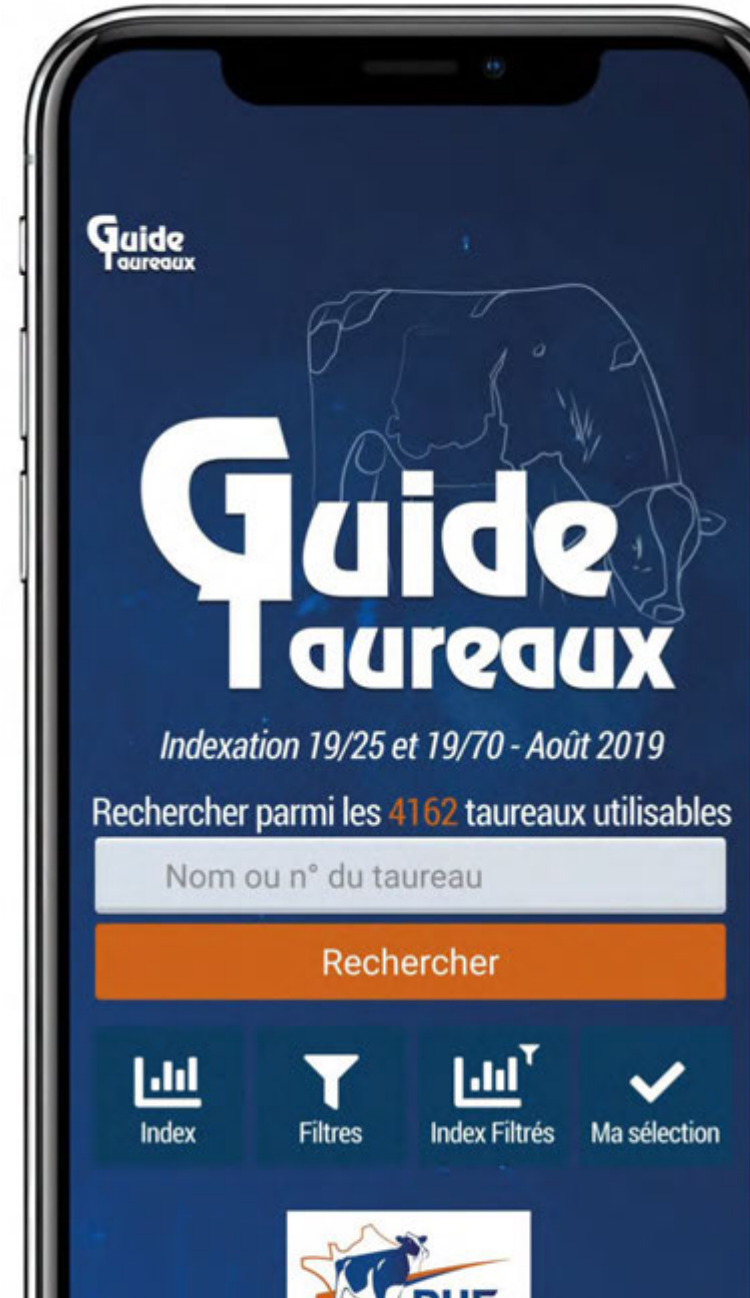 Guide
Taureaux
Guide
Taureaux
Indexation 19/25 et 19/70 - Août 2019
Rechercher parmi les 4162 taureaux utilisables
Nom ou n° du taureau
Rechercher
Index
Filtres
Index Filtrés
Ma sélection